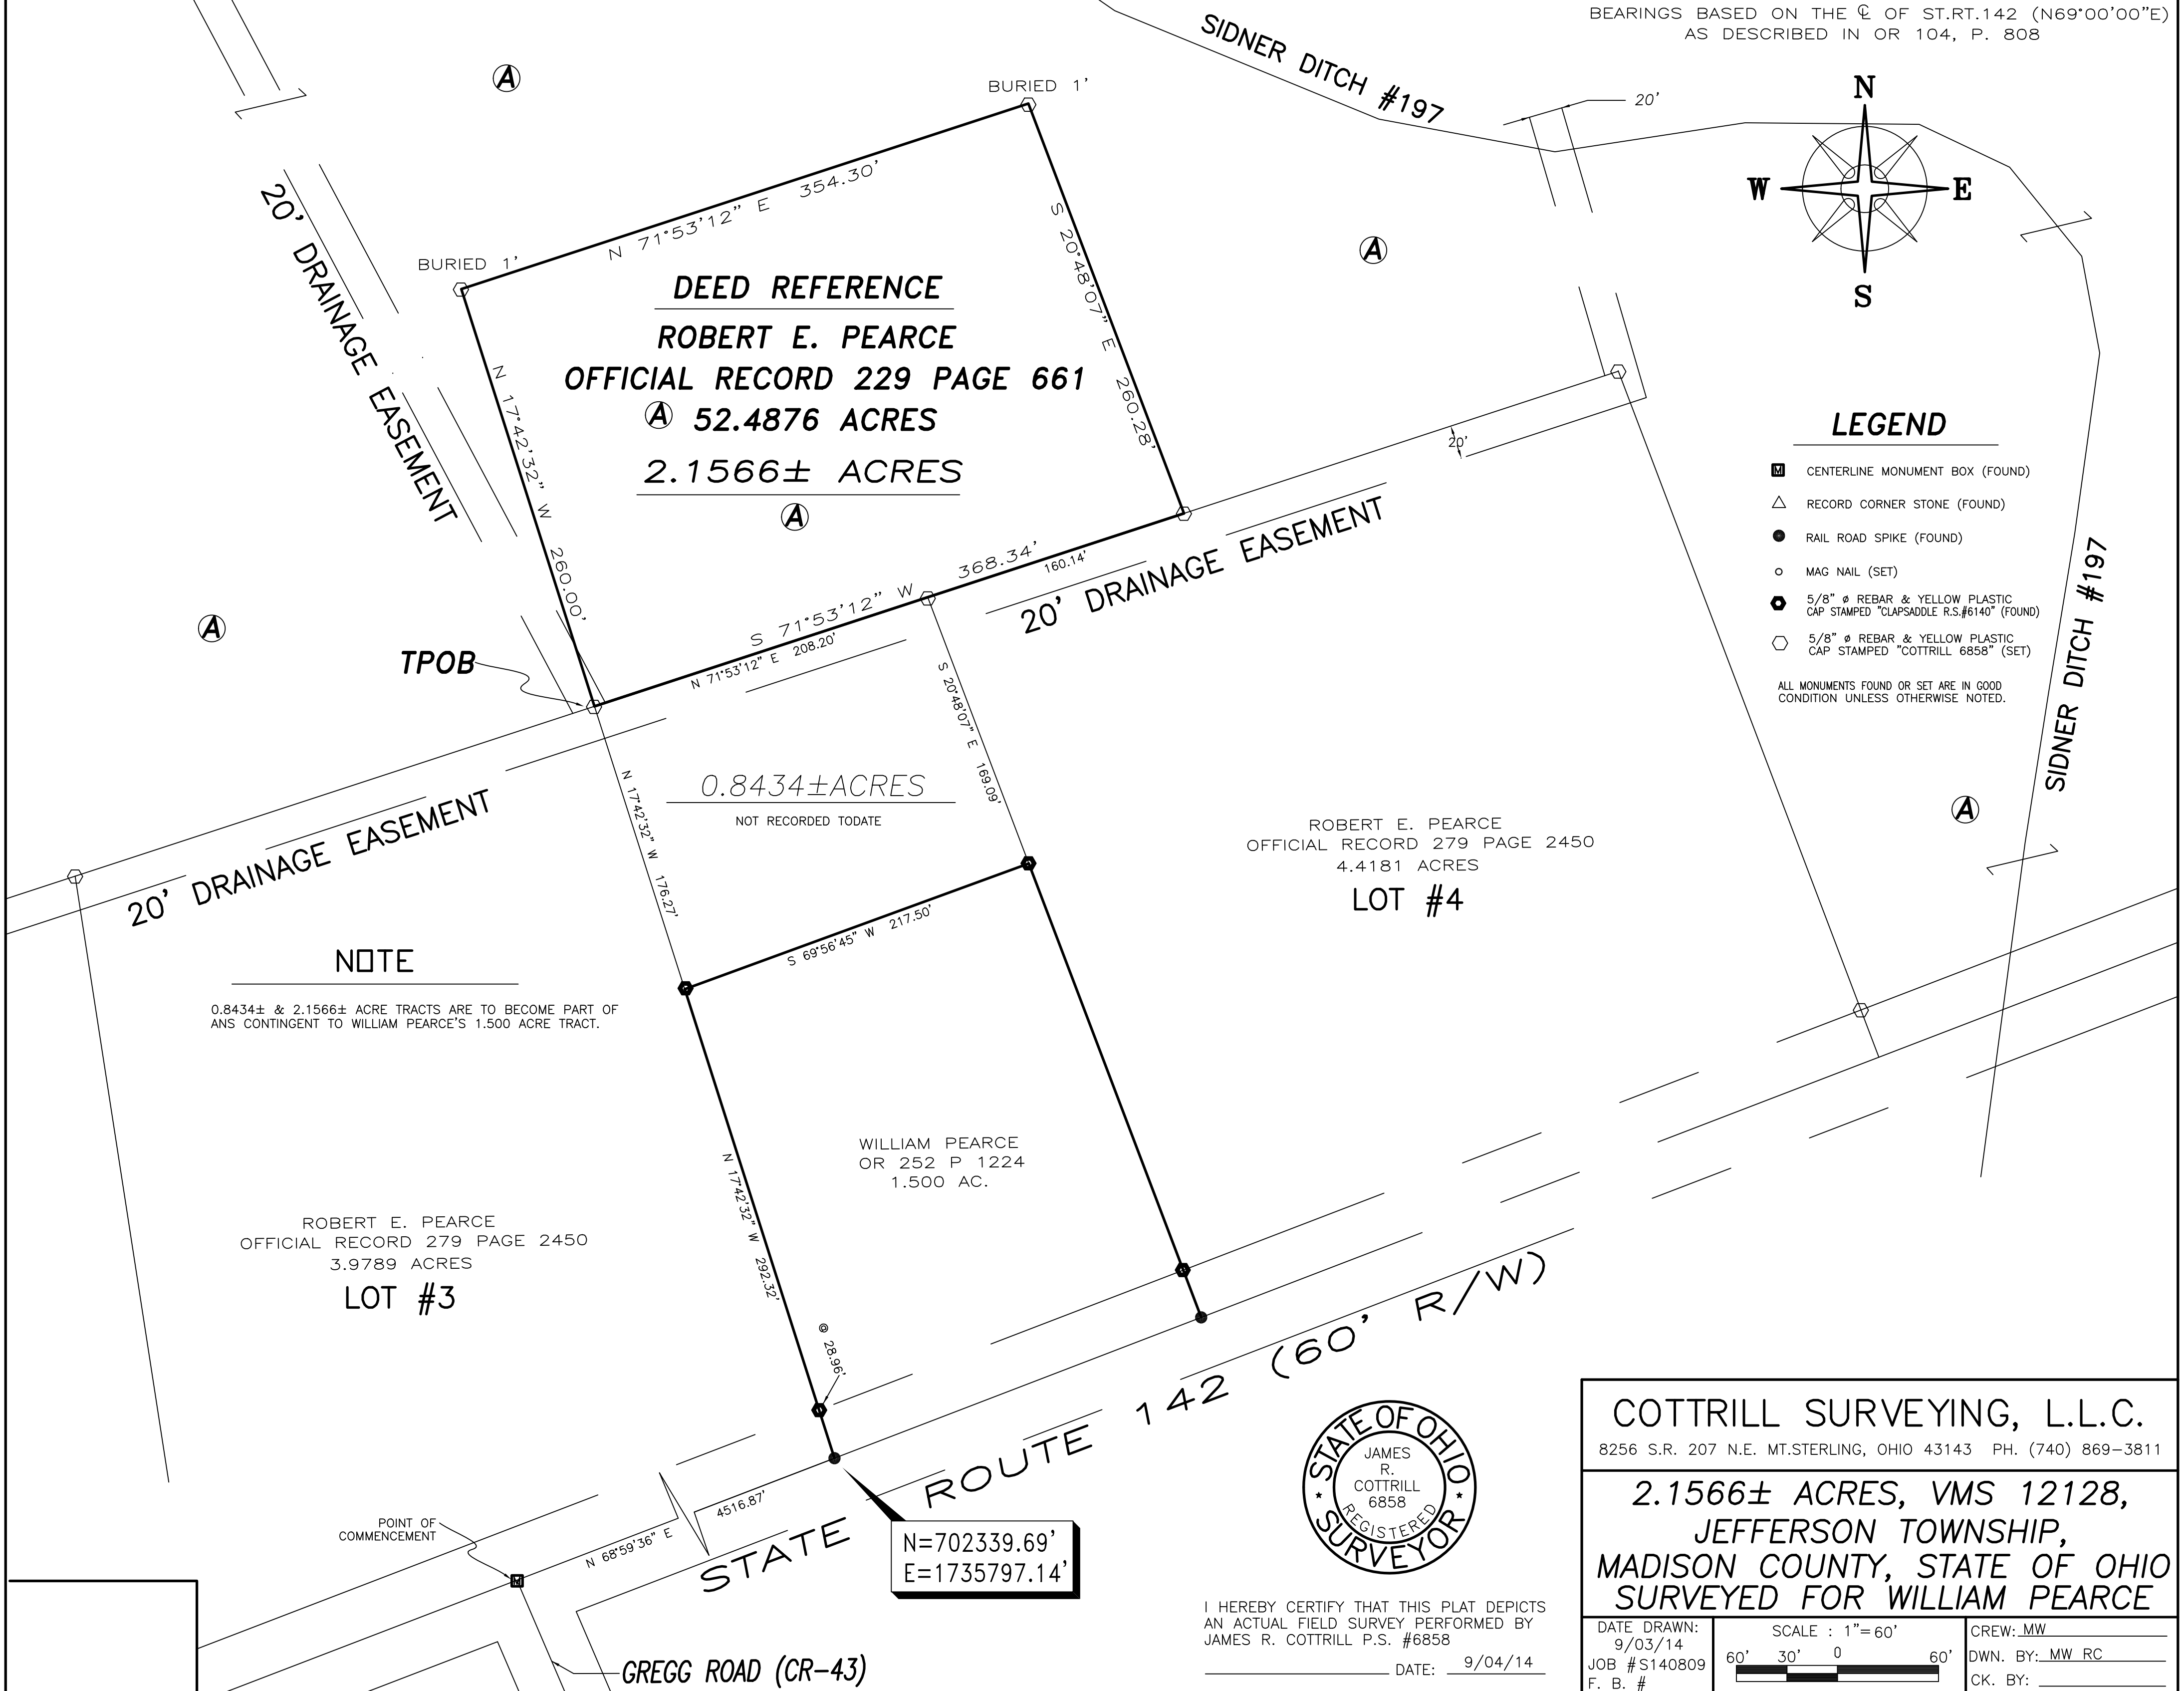 BEARINGS BASED ON THE ℄ OF ST.RT.142 (N69°00'00"E)
AS DESCRIBED IN OR 104, P. 808
SIDNER DITCH #197
20'
N
W
E
S
A
BURIED 1'
BURIED 1'
20' DRAINAGE EASEMENT
N 71°53'12" E 354.30'
S 20°48'07" E 260.28'
A
DEED REFERENCE
ROBERT E. PEARCE
OFFICIAL RECORD 229 PAGE 661
A 52.4876 ACRES
2.1566± ACRES
A
N 17°42'32" W 260.00'
20'
S 71°53'12" W 368.34'
160.14'
N 71°53'12" E 208.20'
20' DRAINAGE EASEMENT
A
TPOB
LEGEND
M CENTERLINE MONUMENT BOX (FOUND)
RECORD CORNER STONE (FOUND)
RAIL ROAD SPIKE (FOUND)
MAG NAIL (SET)
5/8" ø REBAR & YELLOW PLASTIC
CAP STAMPED "CLAPSADDLE R.S.#6140" (FOUND)
5/8" ø REBAR & YELLOW PLASTIC
CAP STAMPED "COTTRILL 6858" (SET)
ALL MONUMENTS FOUND OR SET ARE IN GOOD
CONDITION UNLESS OTHERWISE NOTED.
SIDNER DITCH #197
A
S 20°48'07" E 169.09'
N 17°42'32" W 176.27'
0.8434±ACRES
NOT RECORDED TODATE
20' DRAINAGE EASEMENT
ROBERT E. PEARCE
OFFICIAL RECORD 279 PAGE 2450
4.4181 ACRES
LOT #4
S 69°56'45" W 217.50'
NOTE
0.8434± & 2.1566± ACRE TRACTS ARE TO BECOME PART OF
ANS CONTINGENT TO WILLIAM PEARCE'S 1.500 ACRE TRACT.
WILLIAM PEARCE
OR 252 P 1224
1.500 AC.
N 17°42'32" W 292.32'
@ 28.96'
ROBERT E. PEARCE
OFFICIAL RECORD 279 PAGE 2450
3.9789 ACRES
LOT #3
STATE ROUTE 142 (60' R/W)
POINT OF
COMMENCEMENT
M
N 68°59'36" E 4516.87'
N=702339.69'
E=1735797.14'
GREGG ROAD (CR-43)
STATE OF OHIO
JAMES
R.
COTTRILL
6858
REGISTERED
SURVEYOR
I HEREBY CERTIFY THAT THIS PLAT DEPICTS
AN ACTUAL FIELD SURVEY PERFORMED BY
JAMES R. COTTRILL P.S. #6858
DATE: 9/04/14
COTTRILL SURVEYING, L.L.C.
8256 S.R. 207 N.E. MT.STERLING, OHIO 43143 PH. (740) 869-3811
2.1566± ACRES, VMS 12128,
JEFFERSON TOWNSHIP,
MADISON COUNTY, STATE OF OHIO
SURVEYED FOR WILLIAM PEARCE
DATE DRAWN:
9/03/14
JOB #S140809
F. B. #
SCALE : 1"=60'
60' 30' 0 60'
CREW: MW
DWN. BY: MW RC
CK. BY: